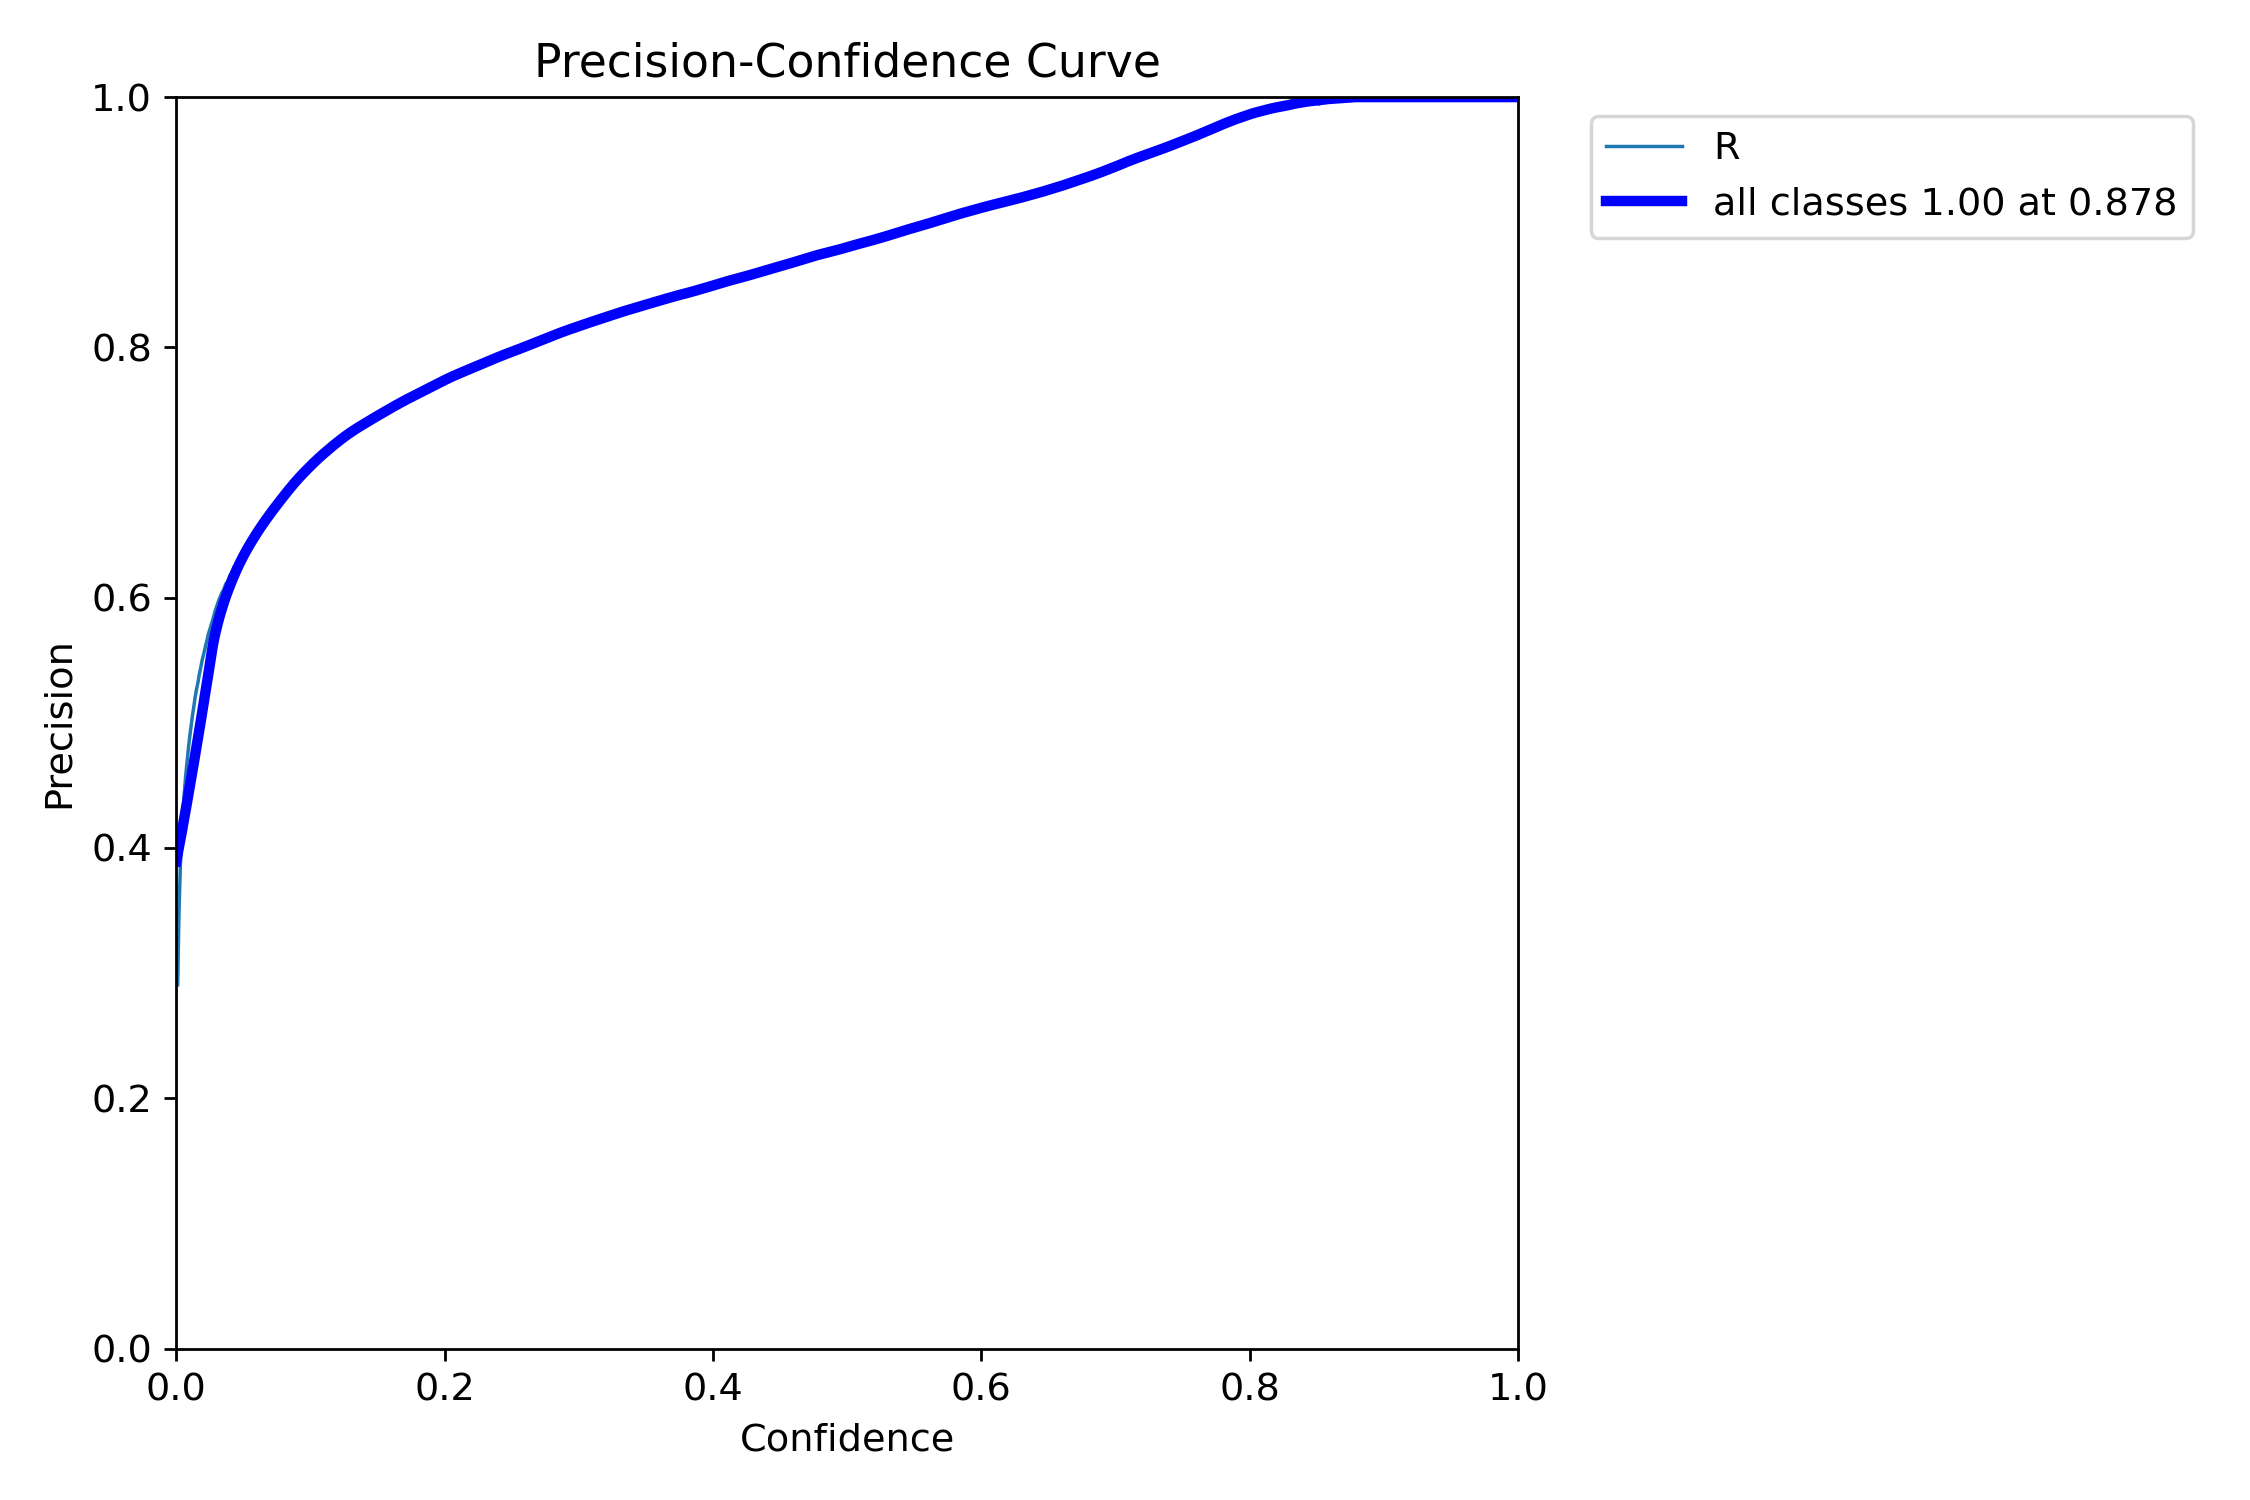 Precision-Confidence Curve
1.0
0.8
0.6
0.4
0.2
0.0
Precision
0.0 0.2 0.4 0.6 0.8 1.0
Confidence
R
all classes 1.00 at 0.878